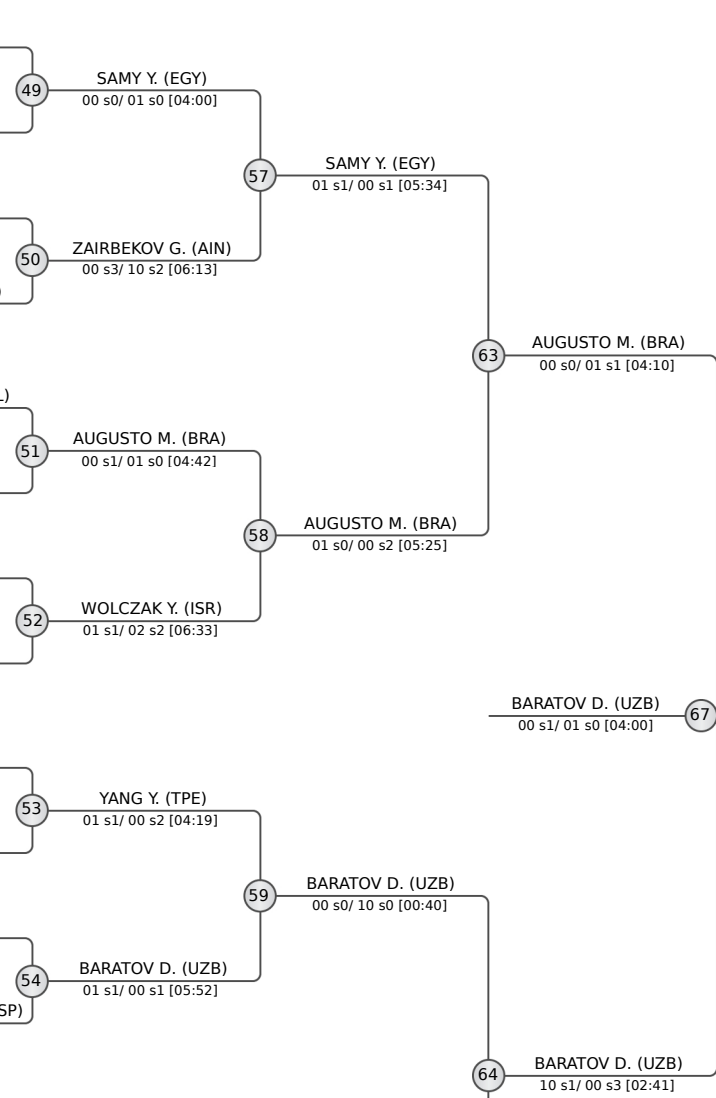 SAMY Y. (EGY)
49
00 s0/ 01 s0 [04:00]
SAMY Y. (EGY)
57
01 s1/ 00 s1 [05:34]
ZAIRBEKOV G. (AIN)
50
00 s3/ 10 s2 [06:13]
)
AUGUSTO M. (BRA)
63
00 s0/ 01 s1 [04:10]
L)
AUGUSTO M. (BRA)
51
00 s1/ 01 s0 [04:42]
AUGUSTO M. (BRA)
58
01 s0/ 00 s2 [05:25]
WOLCZAK Y. (ISR)
52
01 s1/ 02 s2 [06:33]
BARATOV D. (UZB)
67
00 s1/ 01 s0 [04:00]
YANG Y. (TPE)
53
01 s1/ 00 s2 [04:19]
BARATOV D. (UZB)
59
00 s0/ 10 s0 [00:40]
BARATOV D. (UZB)
54
01 s1/ 00 s1 [05:52]
SP)
BARATOV D. (UZB)
64
10 s1/ 00 s3 [02:41]